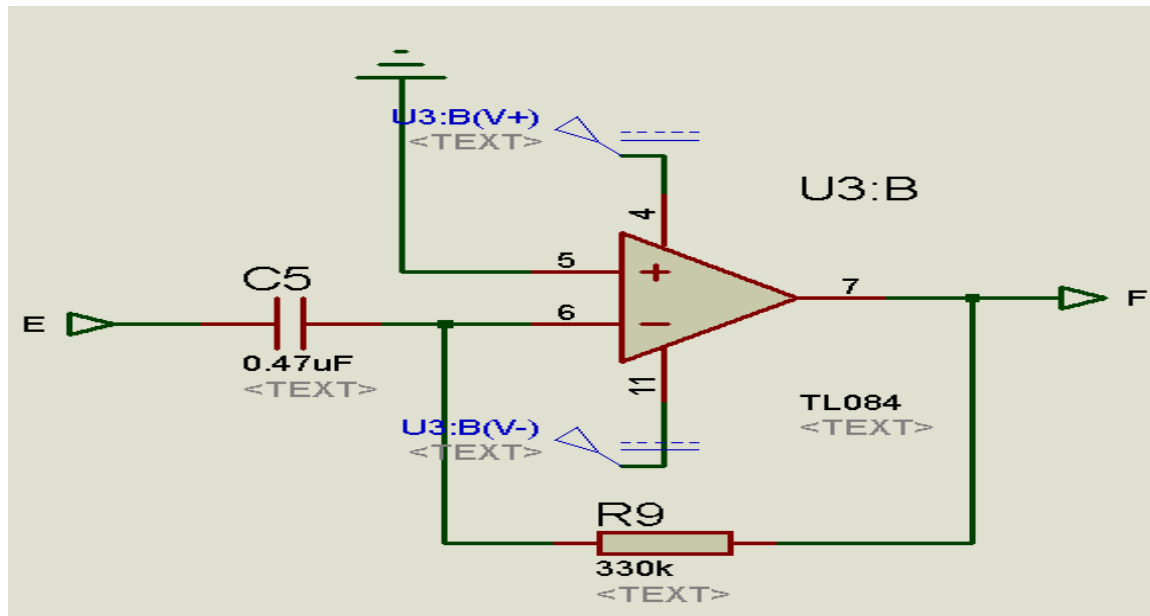 U3:B(V+)
<TEXT>
U3:B
4
5
C5
7
F
E
6
0.47uF
<TEXT>
11
TL084
<TEXT>
U3:B(V-)
<TEXT>
R9
330k
<TEXT>